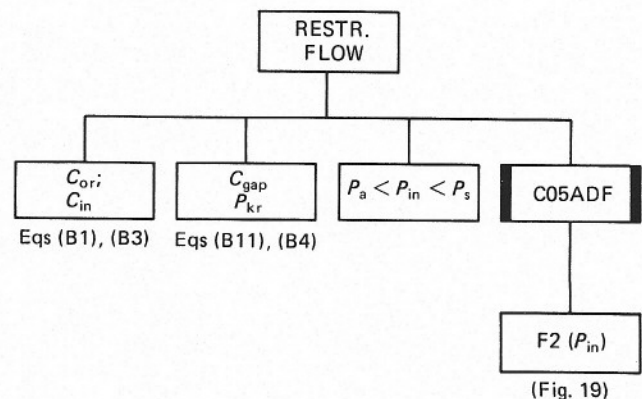 RESTR.
FLOW
C_or;
C_in
C_gap
P_kr
P_a < P_in < P_s
C05ADF
Eqs (B1), (B3)
Eqs (B11), (B4)
F2 (P_in)
(Fig. 19)